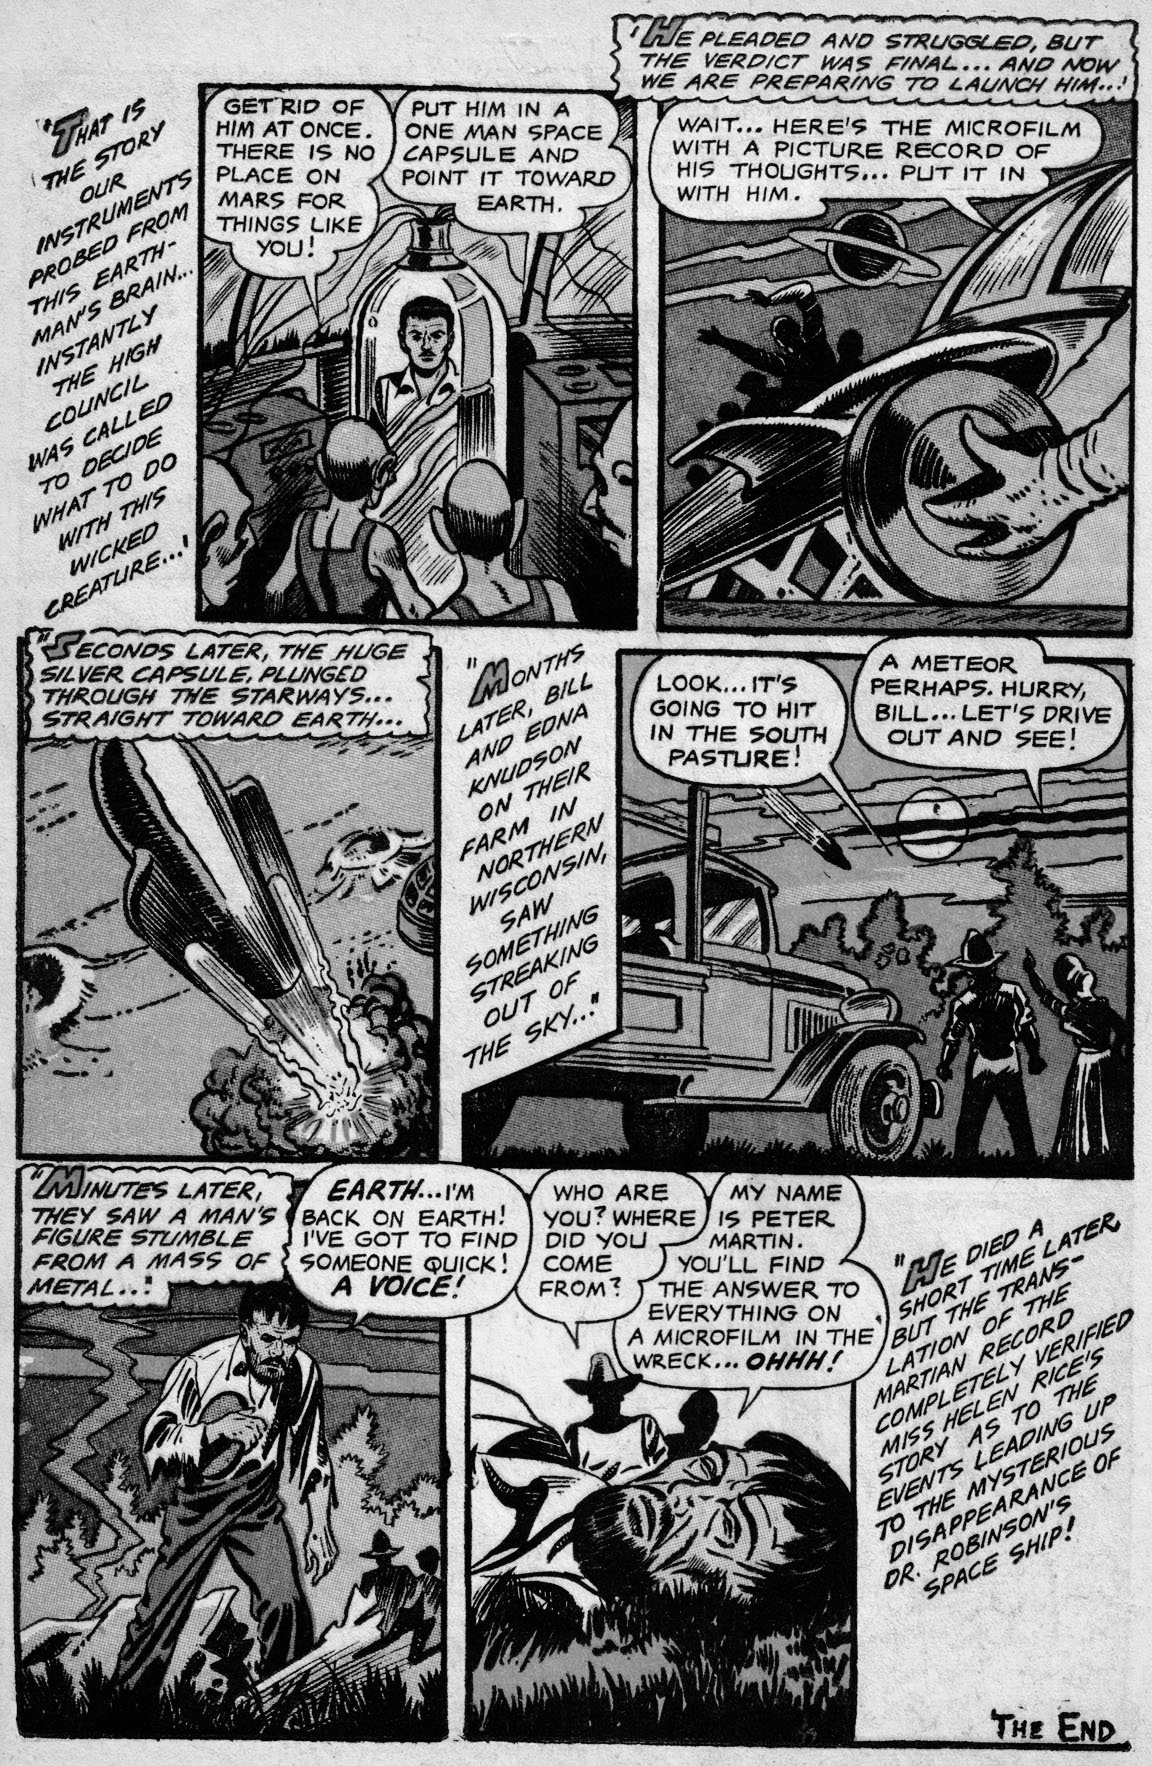 "THAT IS
THE STORY
OUR
INSTRUMENTS
PROBED FROM
THIS EARTH-
MAN'S BRAIN...
INSTANTLY
THE HIGH
COUNCIL
WAS CALLED
TO DECIDE
WHAT TO DO
WITH THIS
WICKED
CREATURE...'
GET RID OF
HIM AT ONCE.
THERE IS NO
PLACE ON
MARS FOR
THINGS LIKE
YOU!
PUT HIM IN A
ONE MAN SPACE
CAPSULE AND
POINT IT TOWARD
EARTH.
'HE PLEADED AND STRUGGLED, BUT
THE VERDICT WAS FINAL... AND NOW
WE ARE PREPARING TO LAUNCH HIM...'
WAIT... HERE'S THE MICROFILM
WITH A PICTURE RECORD OF
HIS THOUGHTS... PUT IT IN
WITH HIM.
"SECONDS LATER, THE HUGE
SILVER CAPSULE, PLUNGED
THROUGH THE STARWAYS...
STRAIGHT TOWARD EARTH...
"MONTHS
LATER, BILL
AND EDNA
KNUDSON
ON THEIR
FARM IN
NORTHERN
WISCONSIN,
SAW
SOMETHING
STREAKING
OUT OF
THE SKY..."
LOOK... IT'S
GOING TO HIT
IN THE SOUTH
PASTURE!
A METEOR
PERHAPS. HURRY,
BILL... LET'S DRIVE
OUT AND SEE!
"MINUTES LATER,
THEY SAW A MAN'S
FIGURE STUMBLE
FROM A MASS OF
METAL..."
EARTH... I'M
BACK ON EARTH!
I'VE GOT TO FIND
SOMEONE QUICK!
A VOICE!
WHO ARE
YOU? WHERE
DID YOU
COME
FROM?
MY NAME
IS PETER
MARTIN.
YOU'LL FIND
THE ANSWER TO
EVERYTHING ON
A MICROFILM IN THE
WRECK... OHHH!
"HE DIED A
SHORT TIME LATER,
BUT THE TRANS-
LATION OF THE
MARTIAN RECORD
COMPLETELY VERIFIED
MISS HELEN RICE'S
STORY AS TO THE
EVENTS LEADING UP
TO THE MYSTERIOUS
DISAPPEARANCE OF
DR. ROBINSON'S
SPACE SHIP!
THE END